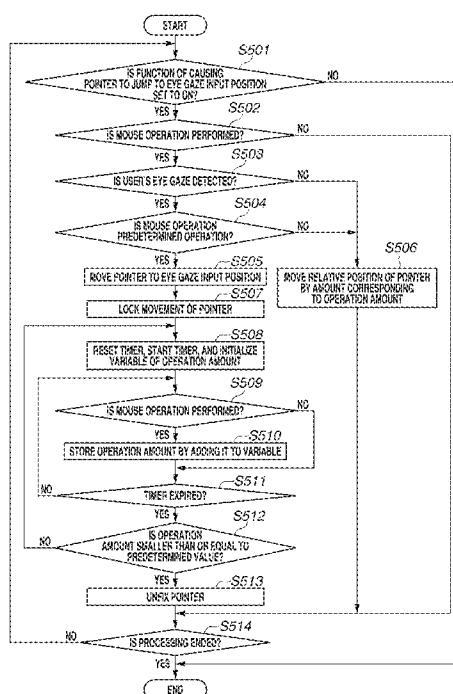 START
S501
IS FUNCTION OF CAUSING
POINTER TO JUMP TO EYE GAZE INPUT POSITION
SET TO ON?
NO
YES
S502
IS MOUSE OPERATION PERFORMED?
NO
YES
S503
IS USER'S EYE GAZE DETECTED?
NO
YES
S504
IS MOUSE OPERATION
PREDETERMINED OPERATION?
NO
YES
S505
MOVE POINTER TO EYE GAZE INPUT POSITION
S506
MOVE RELATIVE POSITION OF POINTER
BY AMOUNT CORRESPONDING
TO OPERATION AMOUNT
S507
LOCK MOVEMENT OF POINTER
S508
RESET TIMER, START TIMER, AND INITIALIZE
VARIABLE OF OPERATION AMOUNT
S509
IS MOUSE OPERATION PERFORMED?
NO
YES
S510
STORE OPERATION AMOUNT BY ADDING IT TO VARIABLE
S511
TIMER EXPIRED?
NO
YES
S512
IS OPERATION
AMOUNT SMALLER THAN OR EQUAL TO
PREDETERMINED VALUE?
NO
YES
S513
UNFIX POINTER
S514
IS PROCESSING ENDED?
NO
YES
END